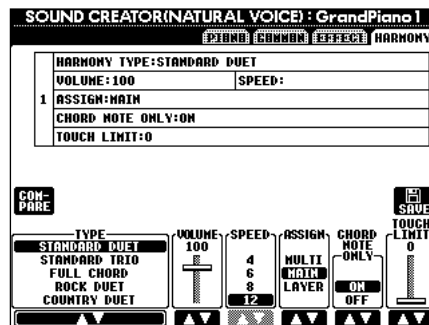 SOUND CREATOR(NATURAL VOICE) : GrandPiano 1
PIANO COMMON EFFECT HARMONY
HARMONY TYPE:STANDARD DUET
VOLUME:100 SPEED:
1 ASSIGN:MAIN
CHORD NOTE ONLY:ON
TOUCH LIMIT:0
COM-
PARE
SAVE
TYPE
STANDARD DUET
STANDARD TRIO
FULL CHORD
ROCK DUET
COUNTRY DUET
VOLUME
100
SPEED
4
6
8
12
ASSIGN
MULTI
MAIN
LAYER
CHORD
NOTE
ONLY
ON
OFF
TOUCH
LIMIT
0